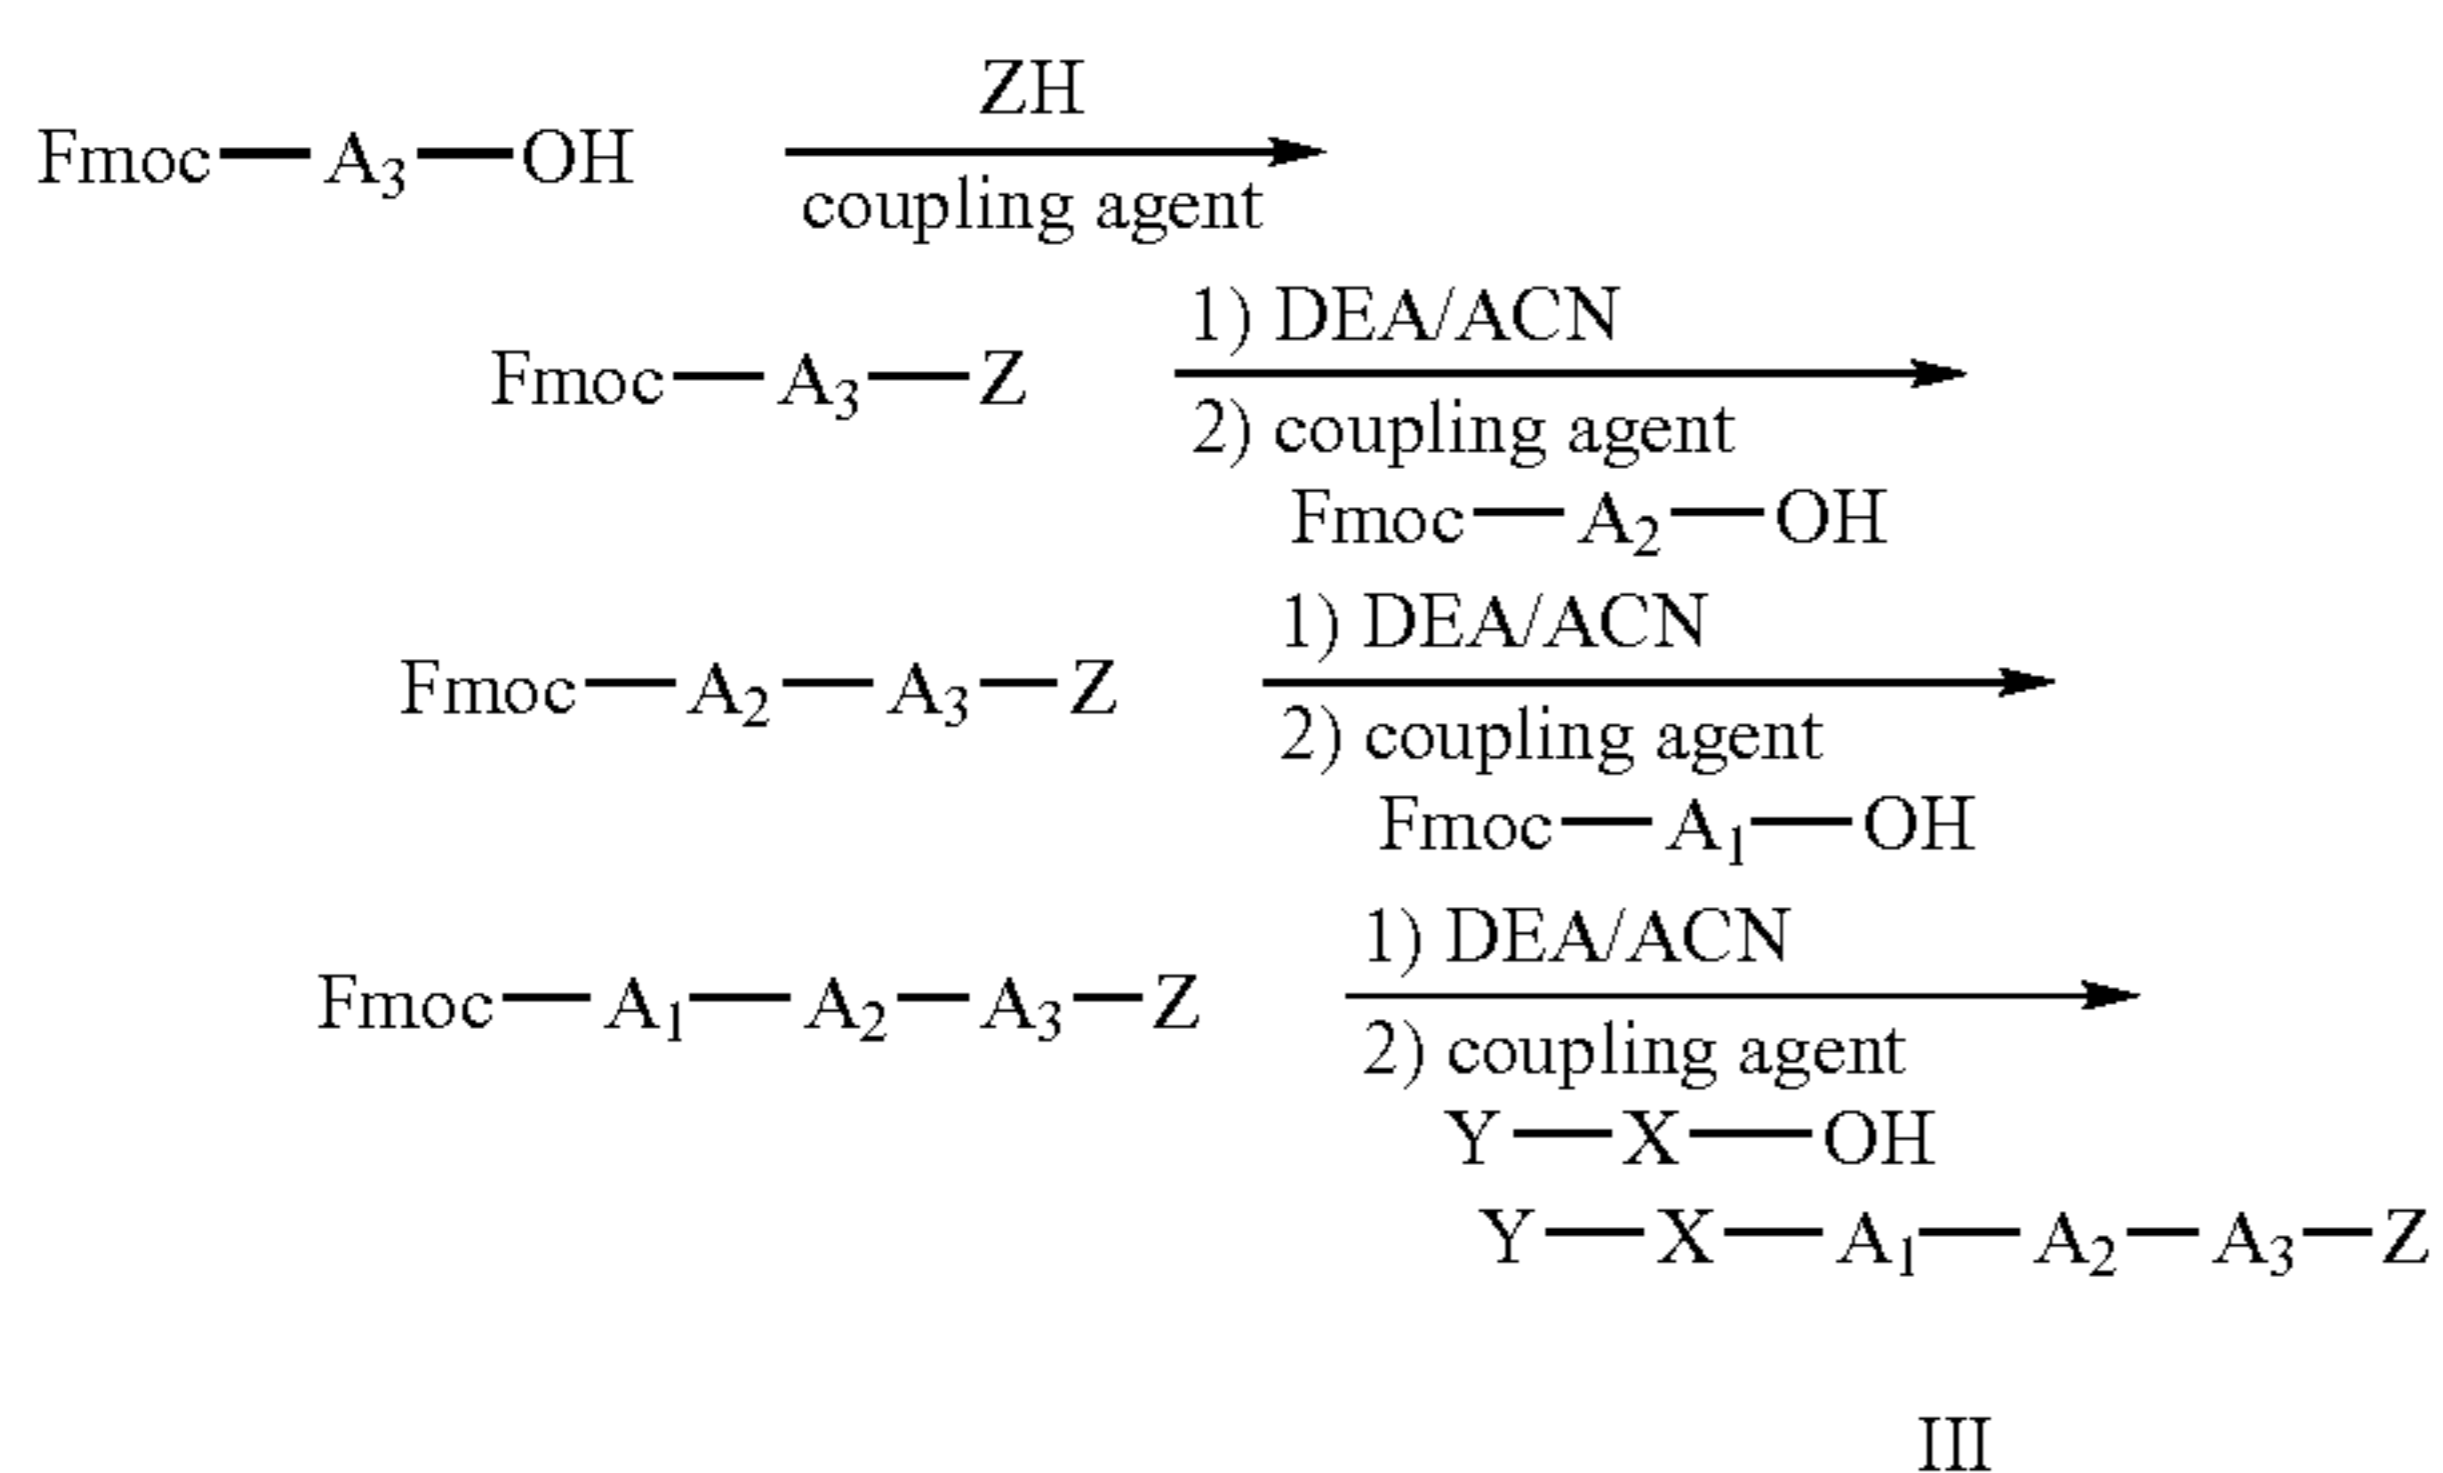 ZH
Fmoc—A3—OH
coupling agent
1) DEA/ACN
Fmoc—A3—Z
2) coupling agent
Fmoc—A2—OH
1) DEA/ACN
Fmoc—A2—A3—Z
2) coupling agent
Fmoc—A1—OH
1) DEA/ACN
Fmoc—A1—A2—A3—Z
2) coupling agent
Y—X—OH
Y—X—A1—A2—A3—Z
III